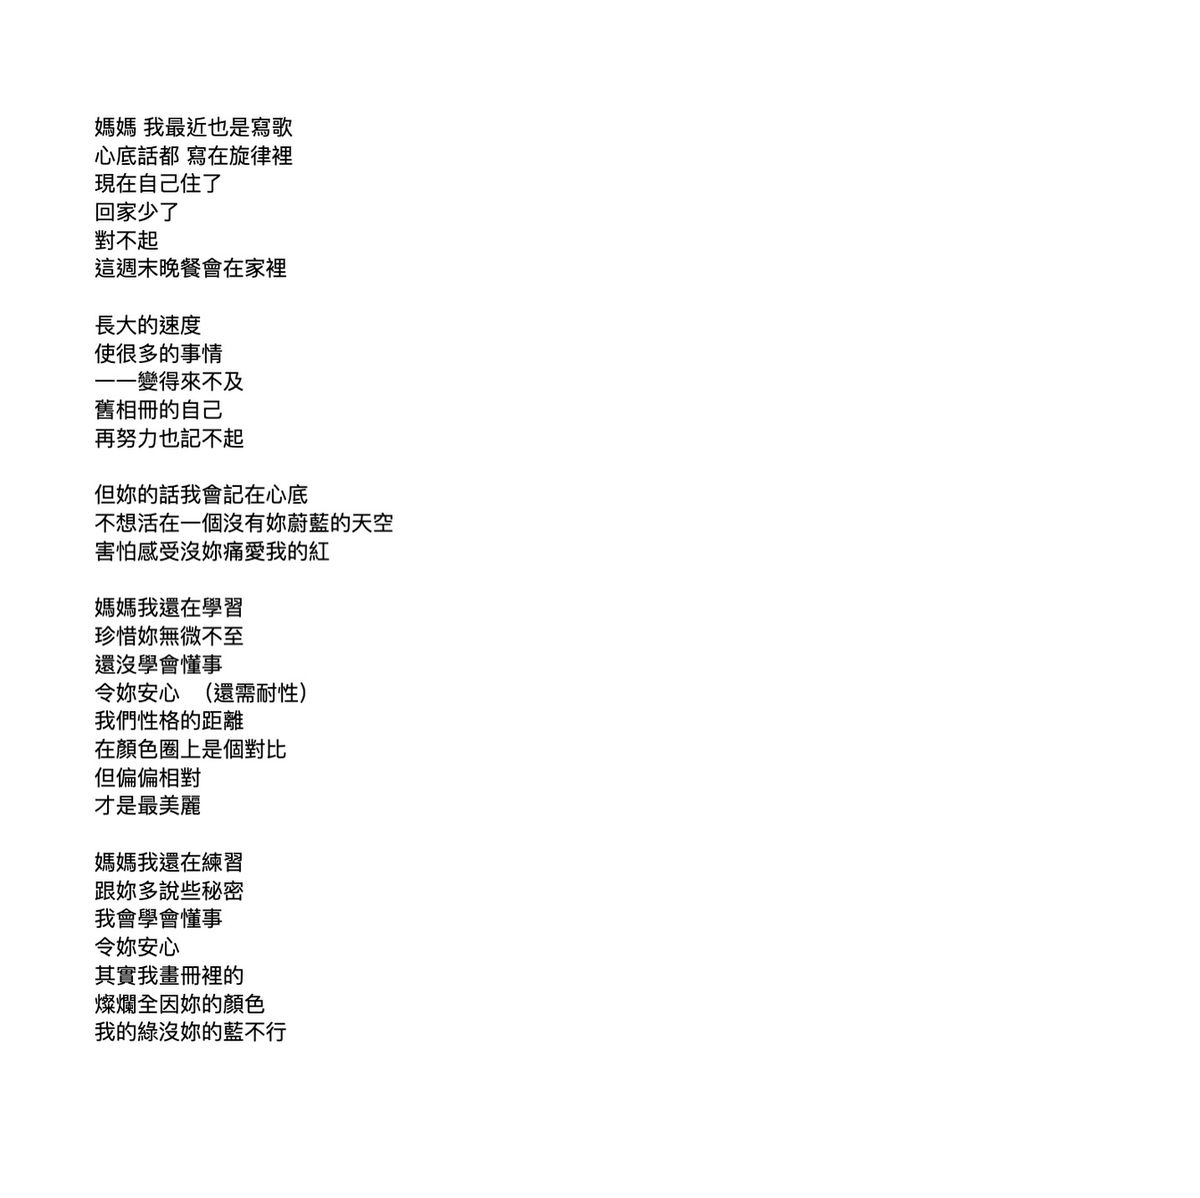 媽媽 我最近也是寫歌
心底話都 寫在旋律裡
現在自己住了
回家少了
對不起
這週末晚餐會在家裡
長大的速度
使很多的事情
一一變得來不及
舊相冊的自己
再努力也記不起
但妳的話我會記在心底
不想活在一個沒有妳蔚藍的天空
害怕感受沒妳痛愛我的紅
媽媽我還在學習
珍惜妳無微不至
還沒學會懂事
令妳安心 （還需耐性）
我們性格的距離
在顏色圈上是個對比
但偏偏相對
才是最美麗
媽媽我還在練習
跟妳多說些秘密
我會學會懂事
令妳安心
其實我畫冊裡的
燦爛全因妳的顏色
我的綠沒妳的藍不行